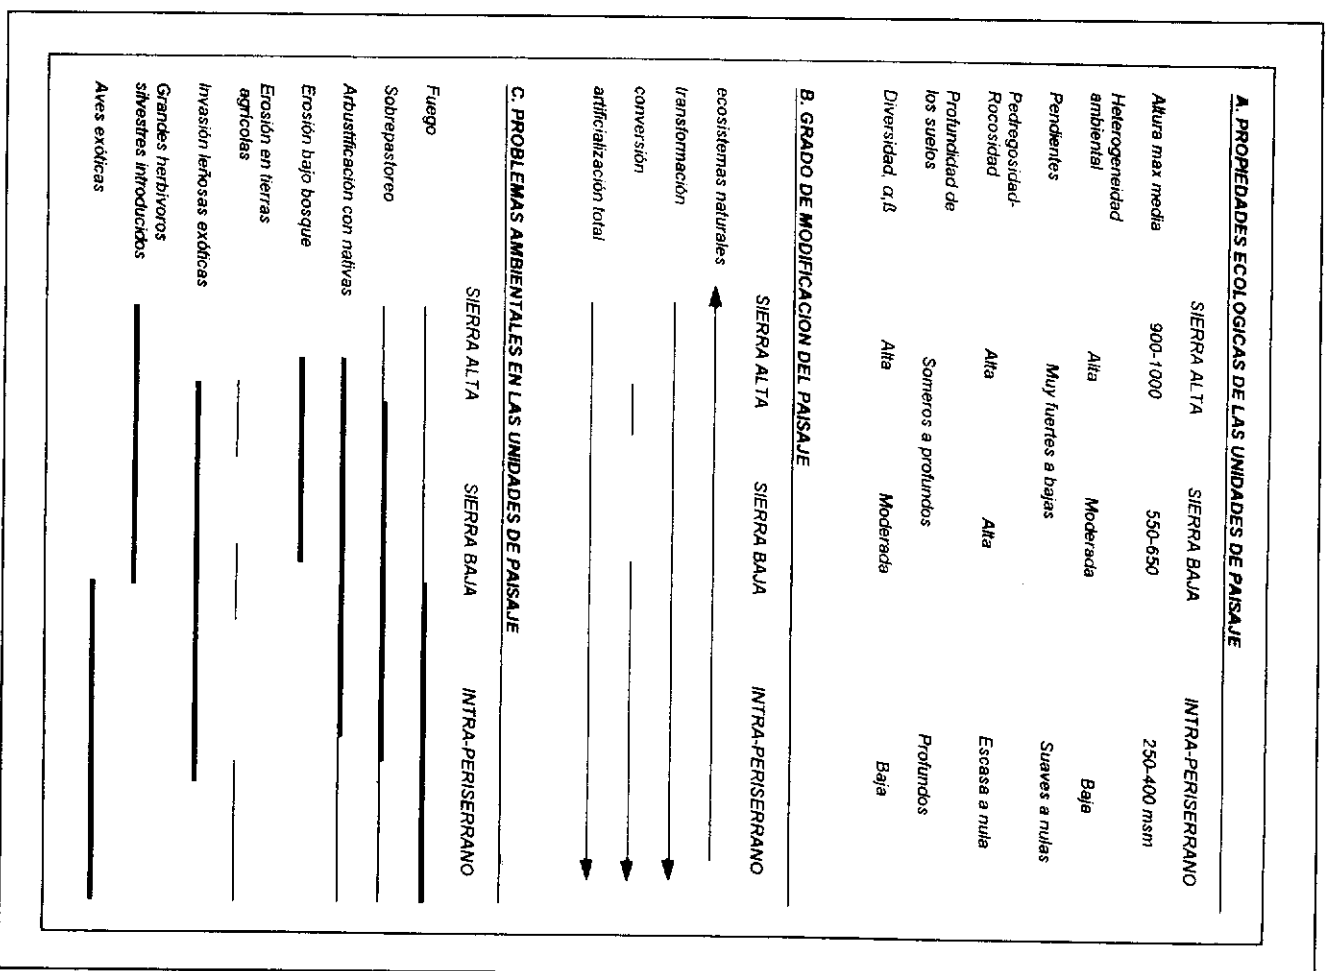 A. PROPIEDADES ECOLOGICAS DE LAS UNIDADES DE PAISAJE
SIERRA ALTA SIERRA BAJA INTRA-PERISERRANO
Altura max media 900-1000 550-650 250-400 msm
Heterogeneidad
ambiental Alta Moderada Baja
Pendientes Muy fuertes a bajas Suaves a nulas
Pedregosidad-
Rocosidad Alta Alta Escasa a nula
Profundidad de
los suelos Someros a profundos Profundos
Diversidad, α,ß Alta Moderada Baja
B. GRADO DE MODIFICACION DEL PAISAJE
SIERRA ALTA SIERRA BAJA INTRA-PERISERRANO
ecosistemas naturales
transformación
conversión
artificialización total
C. PROBLEMAS AMBIENTALES EN LAS UNIDADES DE PAISAJE
SIERRA ALTA SIERRA BAJA INTRA-PERISERRANO
Fuego
Sobrepastoreo
Arbustificación con nativas
Erosión bajo bosque
Erosión en tierras
agrícolas
Invasión leñosas exóticas
Grandes herbivoros
silvestres introducidos
Aves exóticas